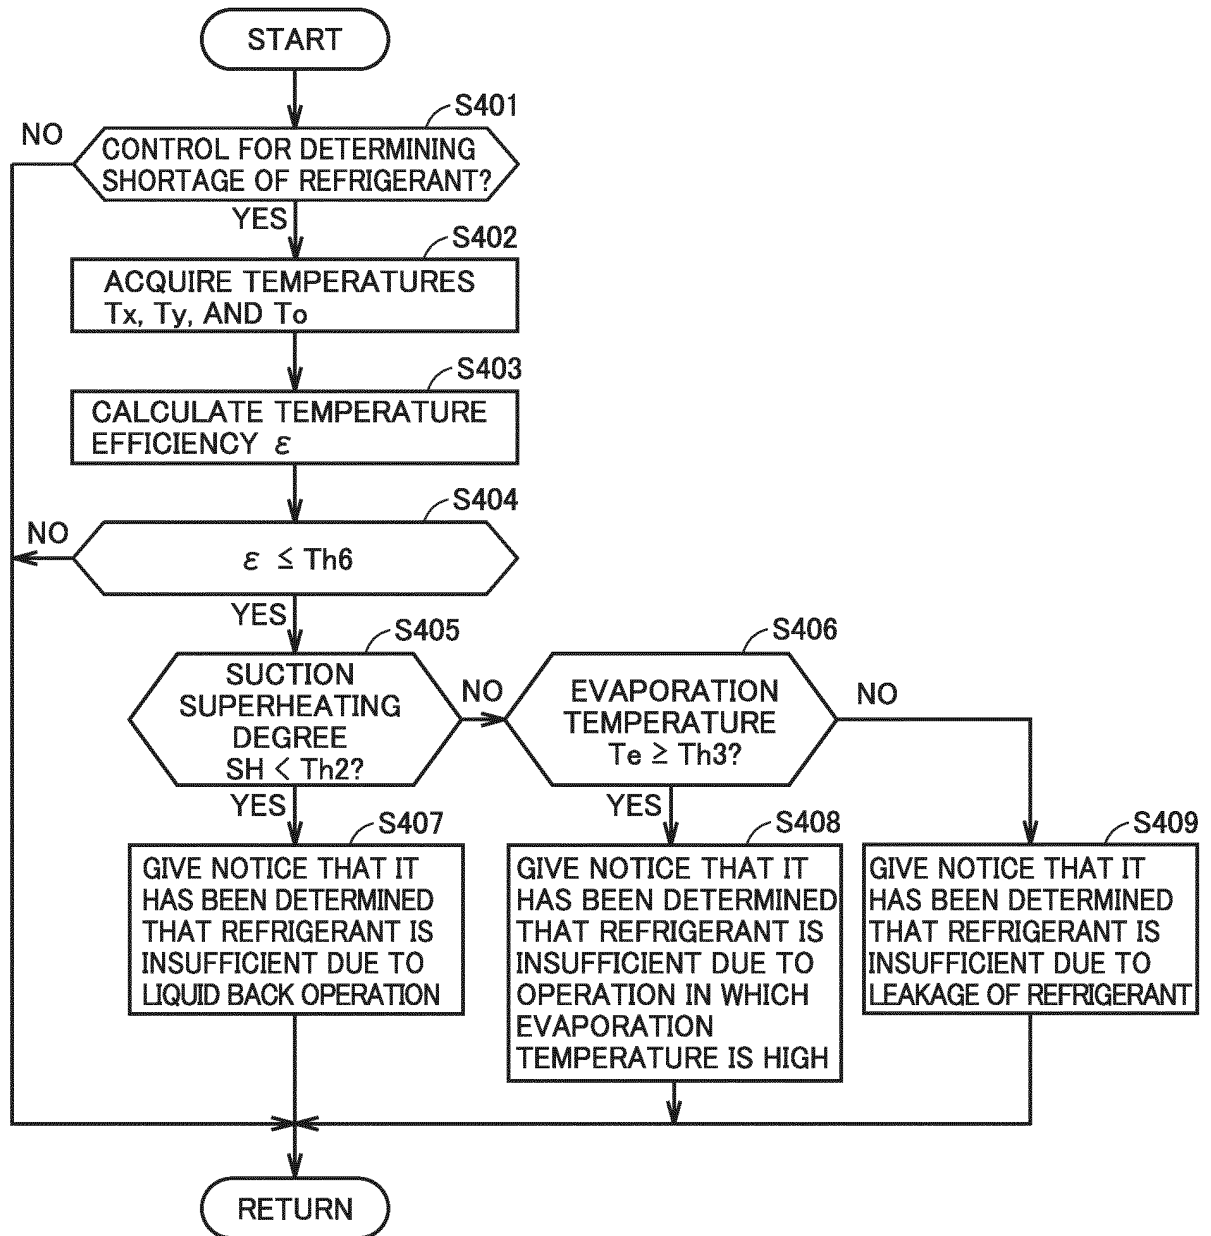 START
S401
NO
CONTROL FOR DETERMINING
SHORTAGE OF REFRIGERANT?
YES
S402
ACQUIRE TEMPERATURES
Tx, Ty, AND To
S403
CALCULATE TEMPERATURE
EFFICIENCY ε
S404
NO
ε ≤ Th6
YES
S405
SUCTION
SUPERHEATING
DEGREE
SH < Th2?
NO
YES
S406
EVAPORATION
TEMPERATURE
Te ≥ Th3?
NO
YES
S407
GIVE NOTICE THAT IT
HAS BEEN DETERMINED
THAT REFRIGERANT IS
INSUFFICIENT DUE TO
LIQUID BACK OPERATION
S408
GIVE NOTICE THAT IT
HAS BEEN DETERMINED
THAT REFRIGERANT IS
INSUFFICIENT DUE TO
OPERATION IN WHICH
EVAPORATION
TEMPERATURE IS HIGH
S409
GIVE NOTICE THAT IT
HAS BEEN DETERMINED
THAT REFRIGERANT IS
INSUFFICIENT DUE TO
LEAKAGE OF REFRIGERANT
RETURN